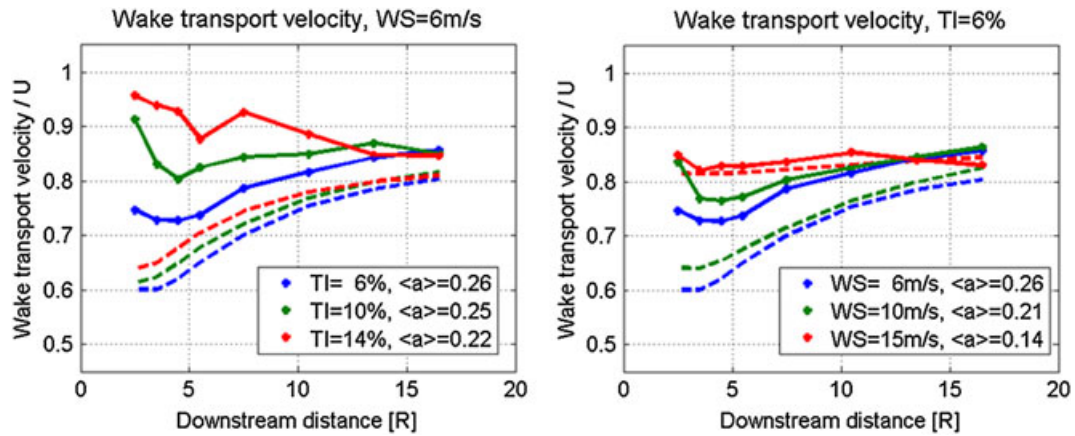 Wake transport velocity, WS=6m/s
Wake transport velocity / U
1
0.9
0.8
0.7
0.6
0.5
TI= 6%, <a>=0.26
TI=10%, <a>=0.25
TI=14%, <a>=0.22
0 5 10 15 20
Downstream distance [R]
Wake transport velocity, TI=6%
Wake transport velocity / U
1
0.9
0.8
0.7
0.6
0.5
WS= 6m/s, <a>=0.26
WS=10m/s, <a>=0.21
WS=15m/s, <a>=0.14
0 5 10 15 20
Downstream distance [R]